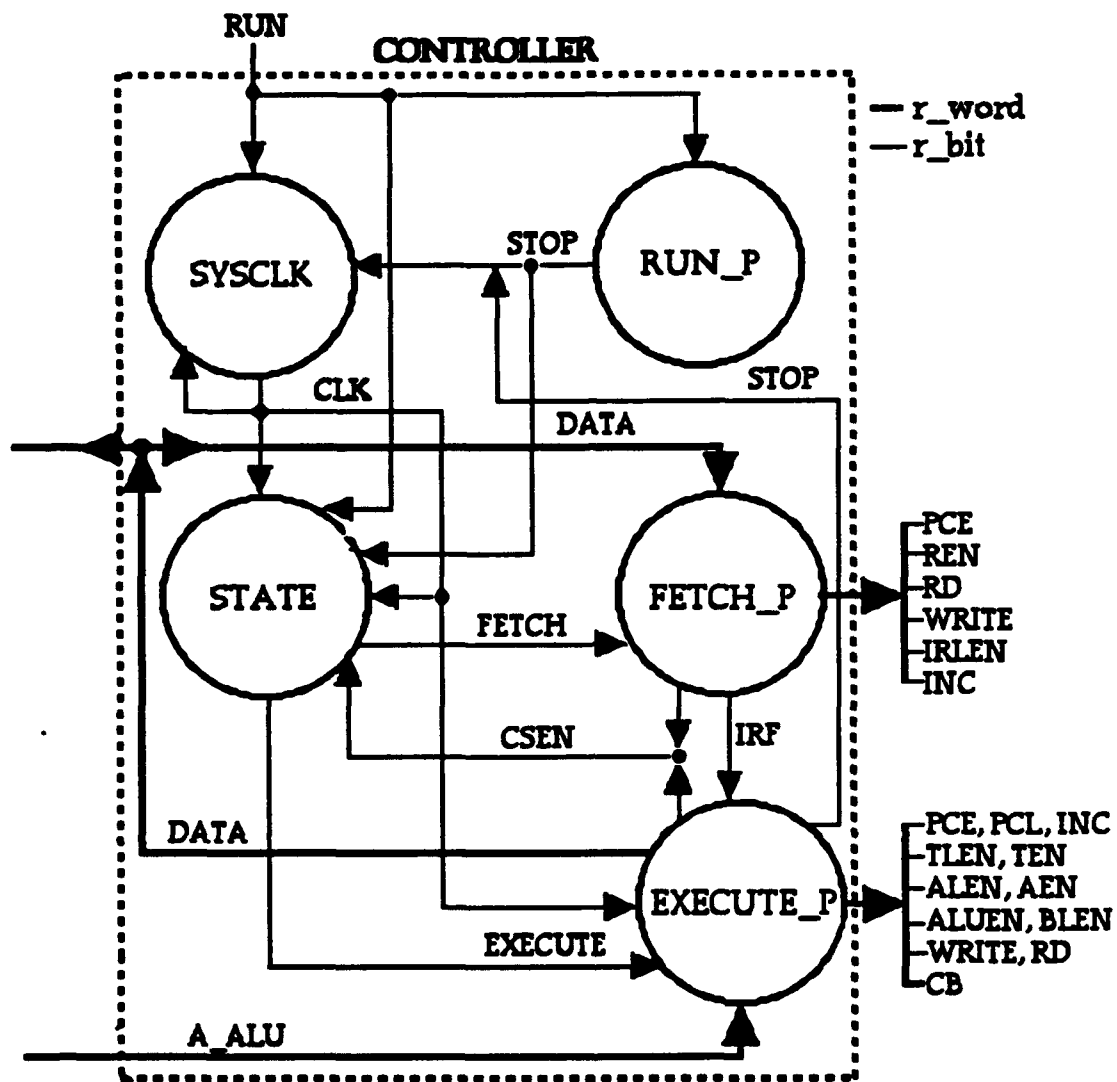 RUN
CONTROLLER
r_word
r_bit
SYSCLK
STOP
RUN_P
CLK
STOP
DATA
STATE
FETCH
FETCH_P
PCE
REN
RD
WRITE
IRLEN
INC
CSEN
IRF
DATA
EXECUTE
EXECUTE_P
PCE, PCL, INC
TLEN, TEN
ALEN, AEN
ALUEN, BLEN
WRITE, RD
CB
A_ALU